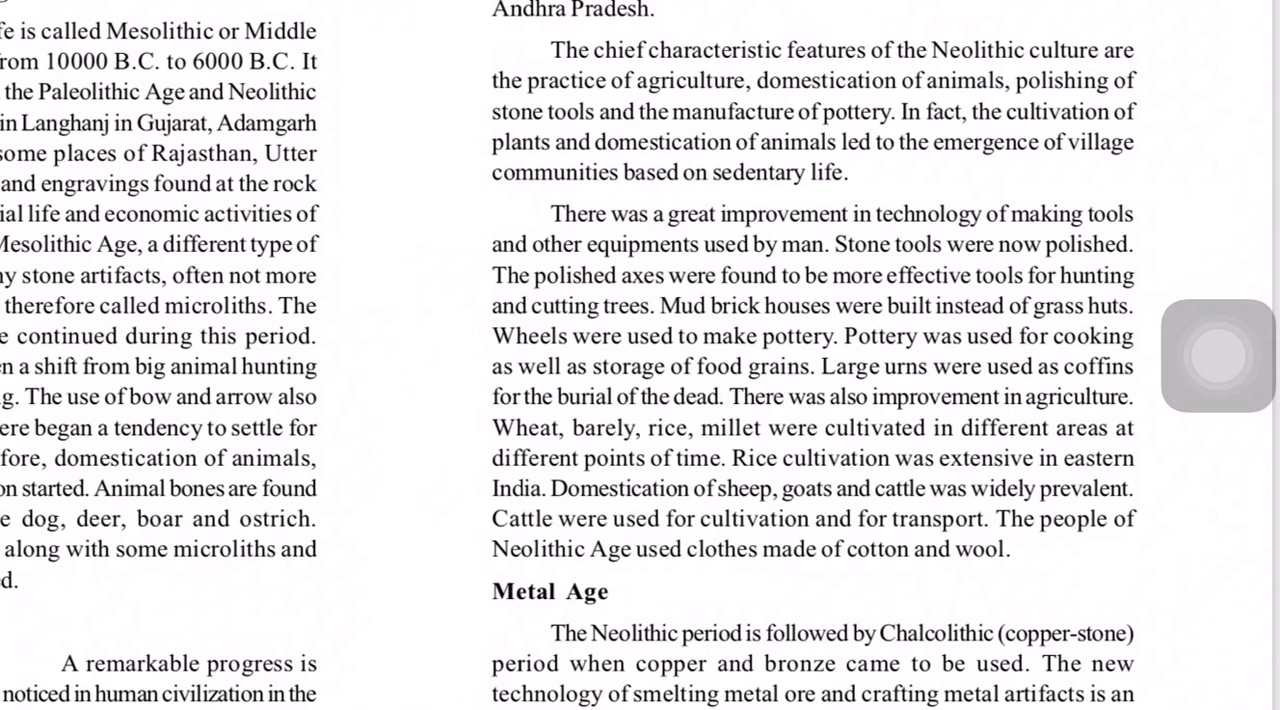 fe is called Mesolithic or Middle
from 10000 B.C. to 6000 B.C. It
the Paleolithic Age and Neolithic
in Langhanj in Gujarat, Adamgarh
some places of Rajasthan, Utter
and engravings found at the rock
ial life and economic activities of
Mesolithic Age, a different type of
ny stone artifacts, often not more
therefore called microliths. The
e continued during this period.
en a shift from big animal hunting
g. The use of bow and arrow also
ere began a tendency to settle for
fore, domestication of animals,
on started. Animal bones are found
e dog, deer, boar and ostrich.
along with some microliths and
ed.
A remarkable progress is
noticed in human civilization in the
Andhra Pradesh.
The chief characteristic features of the Neolithic culture are
the practice of agriculture, domestication of animals, polishing of
stone tools and the manufacture of pottery. In fact, the cultivation of
plants and domestication of animals led to the emergence of village
communities based on sedentary life.
There was a great improvement in technology of making tools
and other equipments used by man. Stone tools were now polished.
The polished axes were found to be more effective tools for hunting
and cutting trees. Mud brick houses were built instead of grass huts.
Wheels were used to make pottery. Pottery was used for cooking
as well as storage of food grains. Large urns were used as coffins
for the burial of the dead. There was also improvement in agriculture.
Wheat, barely, rice, millet were cultivated in different areas at
different points of time. Rice cultivation was extensive in eastern
India. Domestication of sheep, goats and cattle was widely prevalent.
Cattle were used for cultivation and for transport. The people of
Neolithic Age used clothes made of cotton and wool.
Metal Age
The Neolithic period is followed by Chalcolithic (copper-stone)
period when copper and bronze came to be used. The new
technology of smelting metal ore and crafting metal artifacts is an